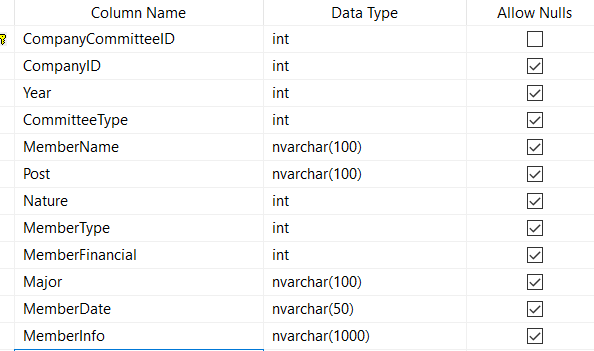 Column Name Data Type Allow Nulls
CompanyCommitteeID int
CompanyID int
Year int
CommitteeType int
MemberName nvarchar(100)
Post nvarchar(100)
Nature int
MemberType int
MemberFinancial int
Major nvarchar(100)
MemberDate nvarchar(50)
MemberInfo nvarchar(1000)